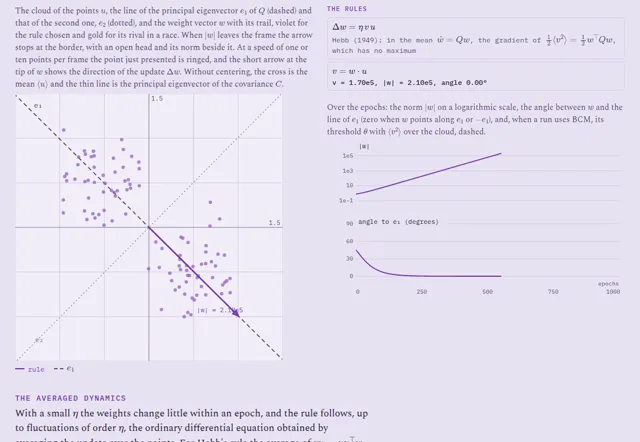 The cloud of the points u, the line of the principal eigenvector e₁ of Q (dashed) and
that of the second one, e₂ (dotted), and the weight vector w with its trail, violet for
the rule chosen and gold for its rival in a race. When |w| leaves the frame the arrow
stops at the border, with an open head and its norm beside it. At a speed of one or
ten points per frame the point just presented is ringed, and the short arrow at the
tip of w shows the direction of the update Δw. Without centering, the cross is the
mean ⟨u⟩ and the thin line is the principal eigenvector of the covariance C.
e₁
1.5
1.5
|w| = 2.10e5
e₂
rule
e₁
THE AVERAGED DYNAMICS
With a small η the weights change little within an epoch, and the rule follows, up
to fluctuations of order η, the ordinary differential equation obtained by
THE RULES
Δw = η v u
Hebb (1949); in the mean ẇ = Qw, the gradient of ½⟨v²⟩ = ½ w⊤Qw,
which has no maximum
v = w · u
v = 1.70e5, |w| = 2.10e5, angle 0.00°
Over the epochs: the norm |w| on a logarithmic scale, the angle between w and the
line of e₁ (zero when w points along e₁ or −e₁), and, when a run uses BCM, its
threshold θ with ⟨v²⟩ over the cloud, dashed.
|w|
1e5
1e3
10
1e-1
90
angle to e₁ (degrees)
60
30
0
epochs
0
250
500
750
1000